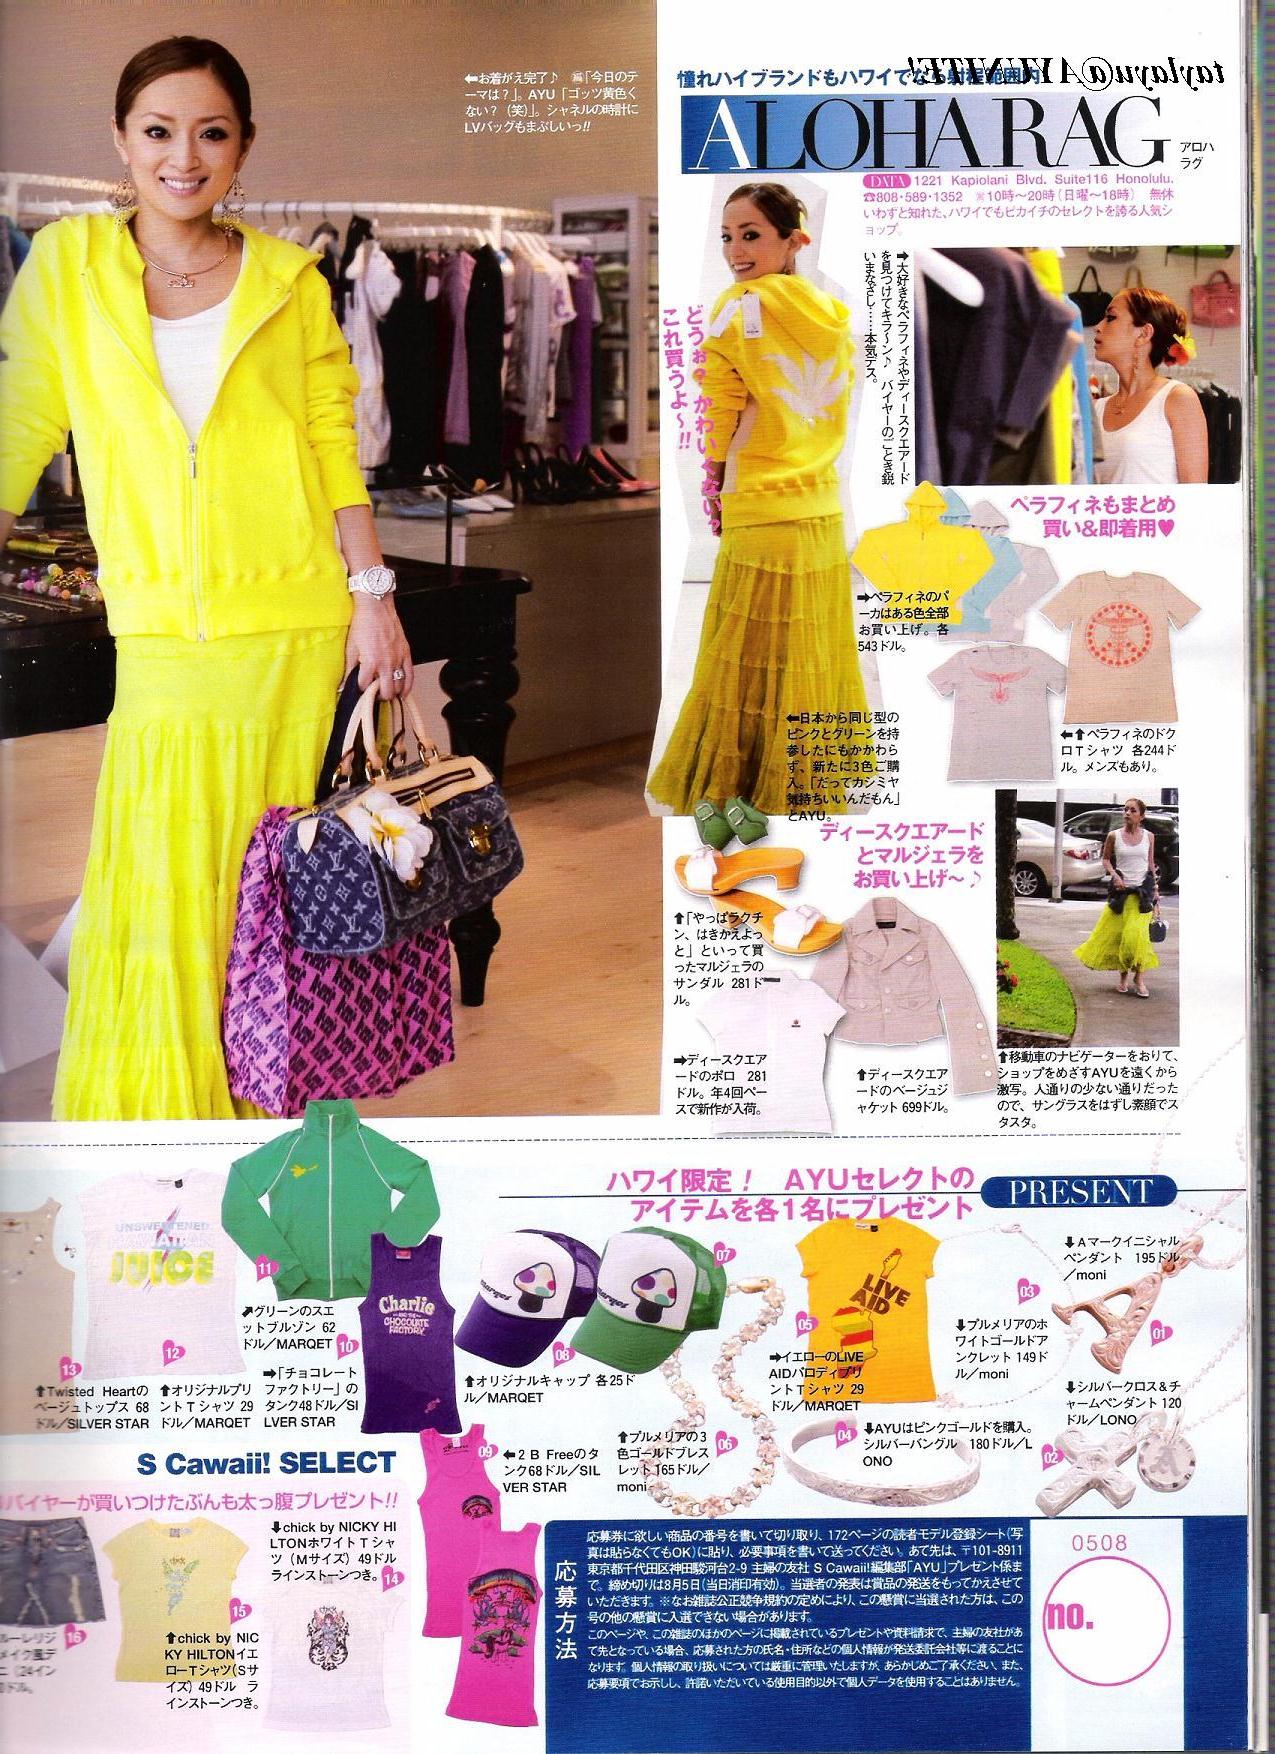 ⬅お着がえ完了♪ 編「今日のテ
ーマは？」。AYU「ゴッツ黄色く
ない？（笑）」。シャネルの時計に
LVバッグもまぶしいっ!!
taylayu@AYUNITE!
憧れハイブランドもハワイでなら射程範囲内!
ALOHA RAG
アロハ
ラグ
DATA 1221 Kapiolani Blvd. Suite116 Honolulu.
☎808・589・1352 ※10時〜20時（日曜〜18時） 無休
いわずと知れた、ハワイでもピカイチのセレクトを誇る人気シ
ョップ。
➡大好きなペラフィネやディースクエアード
を見つけてキラ〜ン♪ バイヤーのごとき鋭
いまなざし……本気デス。
どうぉ？かわいくない？
これ買うよ〜!!
ペラフィネもまとめ
買い&即着用♥
➡ペラフィネのパ
ーカはある色全部
お買い上げ。各
543ドル。
⬅⬆ペラフィネのドク
ロTシャツ 各244ド
ル。メンズもあり。
⬅日本から同じ型の
ピンクとグリーンを持
参したにもかかわら
ず、新たに3色ご購
入。「だってカシミヤ
気持ちいいんだもん」
とAYU。
ディースクエアード
とマルジェラを
お買い上げ〜♪
⬆「やっぱラクチ
ン、はきかえよっ
と」といって買
ったマルジェラの
サンダル 281ド
ル。
➡ディースクエア
ードのポロ 281
ドル。年4回ペー
スで新作が入荷。
⬆ディースクエア
ードのベージュジ
ャケット 699ドル。
⬆移動車のナビゲーターをおりて、
ショップをめざすAYUを遠くから
激写。人通りの少ない通りだった
ので、サングラスをはずし素顔でス
タスタ。
ハワイ限定！ AYUセレクトの
アイテムを各1名にプレゼント
PRESENT
⬇Aマークイニシャル
ペンダント 195ドル
／moni
01
03
⬇プルメリアのホ
ワイトゴールドア
ンクレット 149ド
ル／moni
⬇シルバークロス&チ
ャームペンダント 120
ドル／LONO
02
A
07
LIVE
AID
05
➡イエローのLIVE
AIDパロディプリ
ントTシャツ 29
ドル／MARQET
marqet
marqet
08
⬆オリジナルキャップ 各25ド
ル／MARQET
⬆プルメリアの3
色ゴールドブレス
レット 165ドル／
moni
06
04
⬇AYUはピンクゴールドを購入。
シルバーバングル 180ドル／L
ONO
UNSWEETENED
JUICE
11
⬈グリーンのスエ
ットブルゾン 62
ドル／MARQET
10
Charlie
AND THE
CHOCOLATE
FACTORY
12
13
⬆Twisted Heartの
ベージュトップス 68
ドル／SILVER STAR
⬆オリジナルプリ
ントTシャツ 29
ドル／MARQET
➡「チョコレート
ファクトリー」の
タンク48ドル／SI
LVER STAR
09
⬅2 B Freeのタ
ンク68ドル／SIL
VER STAR
S Cawaii! SELECT
バイヤーが買いつけたぶんも太っ腹プレゼント!!
⬇chick by NICKY HI
LTONホワイトTシャ
ツ（Mサイズ）49ドル
ラインストーンつき。
14
15
⬆chick by NIC
KY HILTONイエ
ローTシャツ（Sサ
イズ）49ドル ラ
インストーンつき。
16
応募方法
応募券に欲しい商品の番号を書いて切り取り、172ページの読者モデル登録シート（写
真は貼らなくてもOK）に貼り、必要事項を書いて送ってください。あて先は、〒101-8911
東京都千代田区神田駿河台2-9 主婦の友社 S Cawaii!編集部「AYU」プレゼント係ま
で。締め切りは8月5日（当日消印有効）。当選者の発表は賞品の発送をもってかえさせて
いただきます。※なお雑誌公正競争規約の定めにより、この懸賞に当選された方は、この
号の他の懸賞に入選できない場合があります。
このページや、この雑誌のほかのページに掲載されているプレゼントや資料請求で、主婦の友社があ
て先となっている場合、応募された方の氏名・住所などの個人情報が発送委託会社等に渡ることに
なります。個人情報の取り扱いについては厳重に管理いたしますが、あらかじめご了承ください。また、
応募要項でお示しし、許諾いただいている使用目的以外で個人データを使用することはありません。
0508
no.